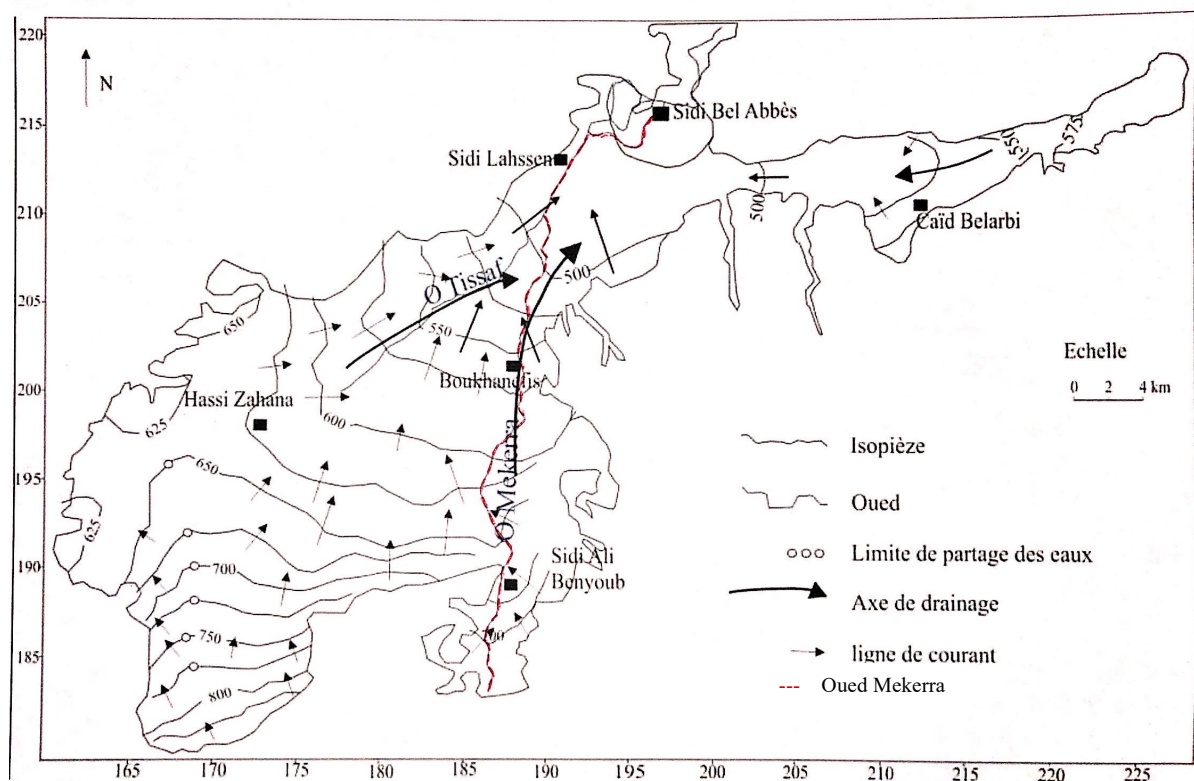 220
N
215
Sidi Bel Abbès
Sidi Lahssen
550
575
210
500
Caïd Belarbi
Ø Tissaf
500
205
650
550
Echelle
0 2 4 km
Boukhanefis
200
Hassi Zahana
625
600
Isopièze
650
195
Oued
O Mekerra
625
Limite de partage des eaux
190
700
Sidi Ali
Benyoub
Axe de drainage
750
700
ligne de courant
185
Oued Mekerra
800
165 170 175 180 185 190 195 200 205 210 215 220 225